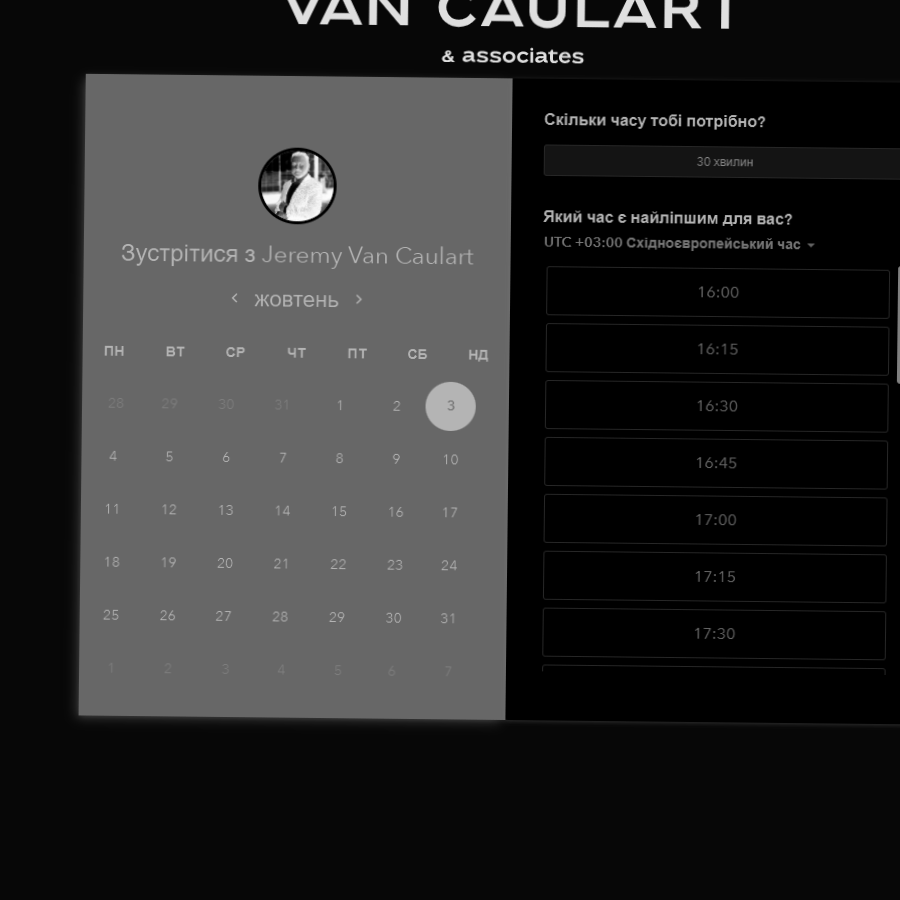 VAN CAULART
& associates
Зустрітися з Jeremy Van Caulart
‹ жовтень ›
ПН ВТ СР ЧТ ПТ СБ НД
28 29 30 31 1 2 3
4 5 6 7 8 9 10
11 12 13 14 15 16 17
18 19 20 21 22 23 24
25 26 27 28 29 30 31
1 2 3 4 5 6 7
Скільки часу тобі потрібно?
30 хвилин
Який час є найліпшим для вас?
UTC +03:00 Східноєвропейський час
16:00
16:15
16:30
16:45
17:00
17:15
17:30